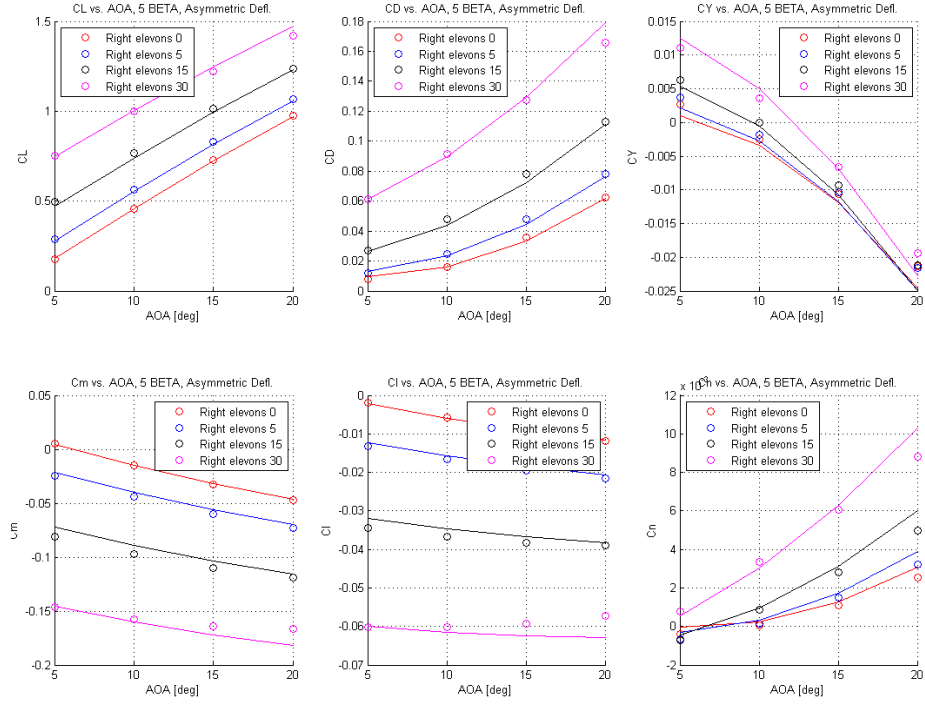 CL vs. AOA, 5 BETA, Asymmetric Defl.
1.5
1
0.5
0
5
10
15
20
CL
AOA [deg]
Right elevons 0
Right elevons 5
Right elevons 15
Right elevons 30
CD vs. AOA, 5 BETA, Asymmetric Defl.
0.18
0.16
0.14
0.12
0.1
0.08
0.06
0.04
0.02
0
5
10
15
20
CD
AOA [deg]
Right elevons 0
Right elevons 5
Right elevons 15
Right elevons 30
CY vs. AOA, 5 BETA, Asymmetric Defl.
0.015
0.01
0.005
0
-0.005
-0.01
-0.015
-0.02
-0.025
5
10
15
20
CY
AOA [deg]
Right elevons 0
Right elevons 5
Right elevons 15
Right elevons 30
Cm vs. AOA, 5 BETA, Asymmetric Defl.
0.05
0
-0.05
-0.1
-0.15
-0.2
5
10
15
20
Cm
AOA [deg]
Right elevons 0
Right elevons 5
Right elevons 15
Right elevons 30
Cl vs. AOA, 5 BETA, Asymmetric Defl.
0
-0.01
-0.02
-0.03
-0.04
-0.05
-0.06
-0.07
5
10
15
20
Cl
AOA [deg]
Right elevons 0
Right elevons 5
Right elevons 15
Right elevons 30
vs. AOA, 5 BETA, Asymmetric Defl.
12
x 10
10
8
6
4
2
0
-2
5
10
15
20
Cn
AOA [deg]
Right elevons 0
Right elevons 5
Right elevons 15
Right elevons 30